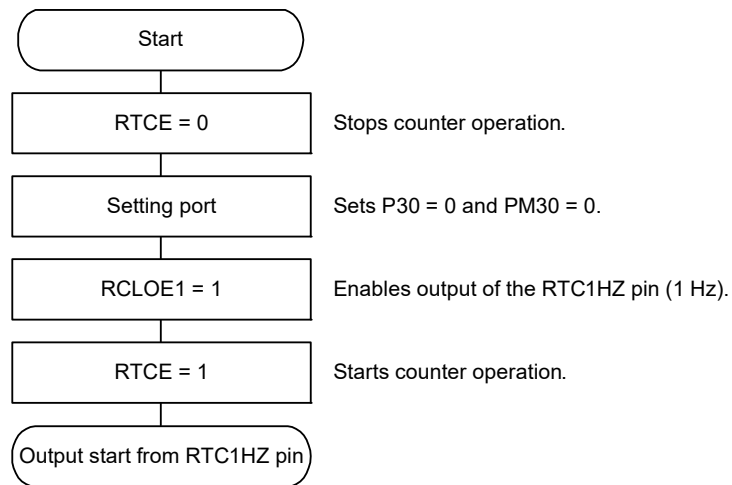 Start
RTCE = 0 Stops counter operation.
Setting port Sets P30 = 0 and PM30 = 0.
RCLOE1 = 1 Enables output of the RTC1HZ pin (1 Hz).
RTCE = 1 Starts counter operation.
Output start from RTC1HZ pin